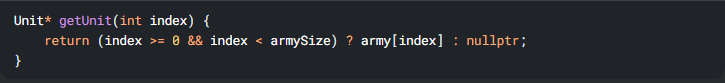 Unit* getUnit(int index) {
    return (index >= 0 && index < armySize) ? army[index] : nullptr;
}